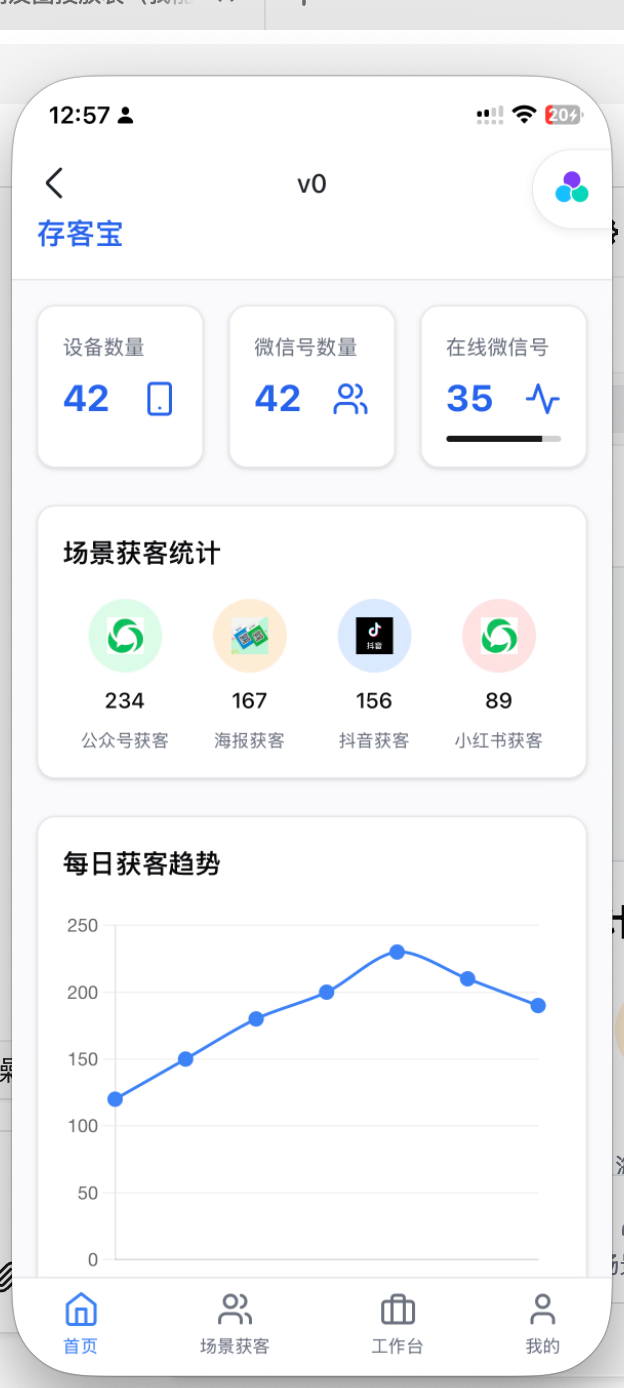 12:57
20
v0
存客宝
设备数量
微信号数量
在线微信号
42
42
35
场景获客统计
抖音
234
167
156
89
公众号获客
海报获客
抖音获客
小红书获客
每日获客趋势
250
200
150
100
50
0
首页
场景获客
工作台
我的